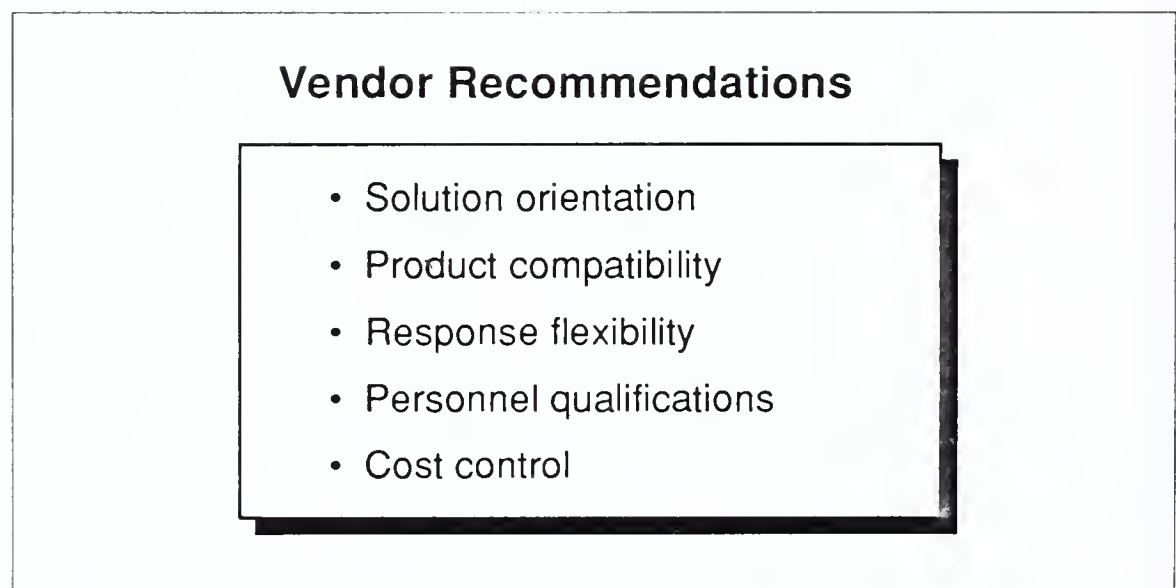 Vendor Recommendations
• Solution orientation
• Product compatibility
• Response flexibility
• Personnel qualifications
• Cost control